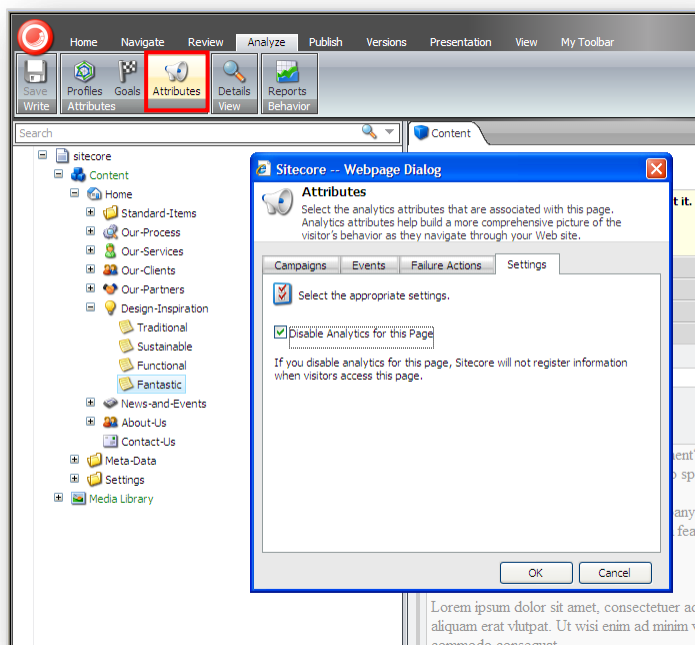 Home Navigate Review Analyze Publish Versions Presentation View My Toolbar
Save Profiles Goals Attributes Details Reports
Write Attributes View Behavior
Search
Content
sitecore
Content
Home
Standard-Items
Our-Process
Our-Services
Our-Clients
Our-Partners
Design-Inspiration
Traditional
Sustainable
Functional
Fantastic
News-and-Events
About-Us
Contact-Us
Meta-Data
Settings
Media Library
Sitecore -- Webpage Dialog
Attributes
Select the analytics attributes that are associated with this page.
Analytics attributes help build a more comprehensive picture of the
visitor's behavior as they navigate through your Web site.
Campaigns Events Failure Actions Settings
Select the appropriate settings.
Disable Analytics for this Page
If you disable analytics for this page, Sitecore will not register information
when visitors access this page.
OK Cancel
t it.
ent'
sp
any
fea
Lorem ipsum dolor sit amet, consectetuer ad
aliquam erat vlutpat. Ut wisi enim ad minim v
commodo consequat